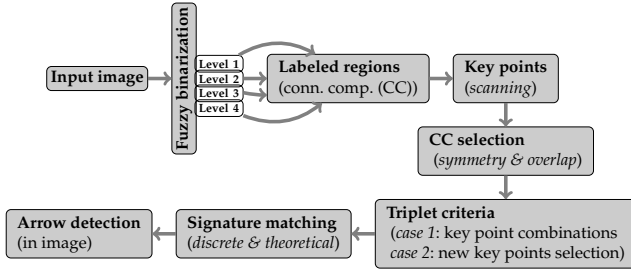 Input image
Fuzzy binarization
Level 1
Level 2
Level 3
Level 4
Labeled regions
(conn. comp. (CC))
Key points
(scanning)
CC selection
(symmetry & overlap)
Triplet criteria
(case 1: key point combinations
case 2: new key points selection)
Signature matching
(discrete & theoretical)
Arrow detection
(in image)